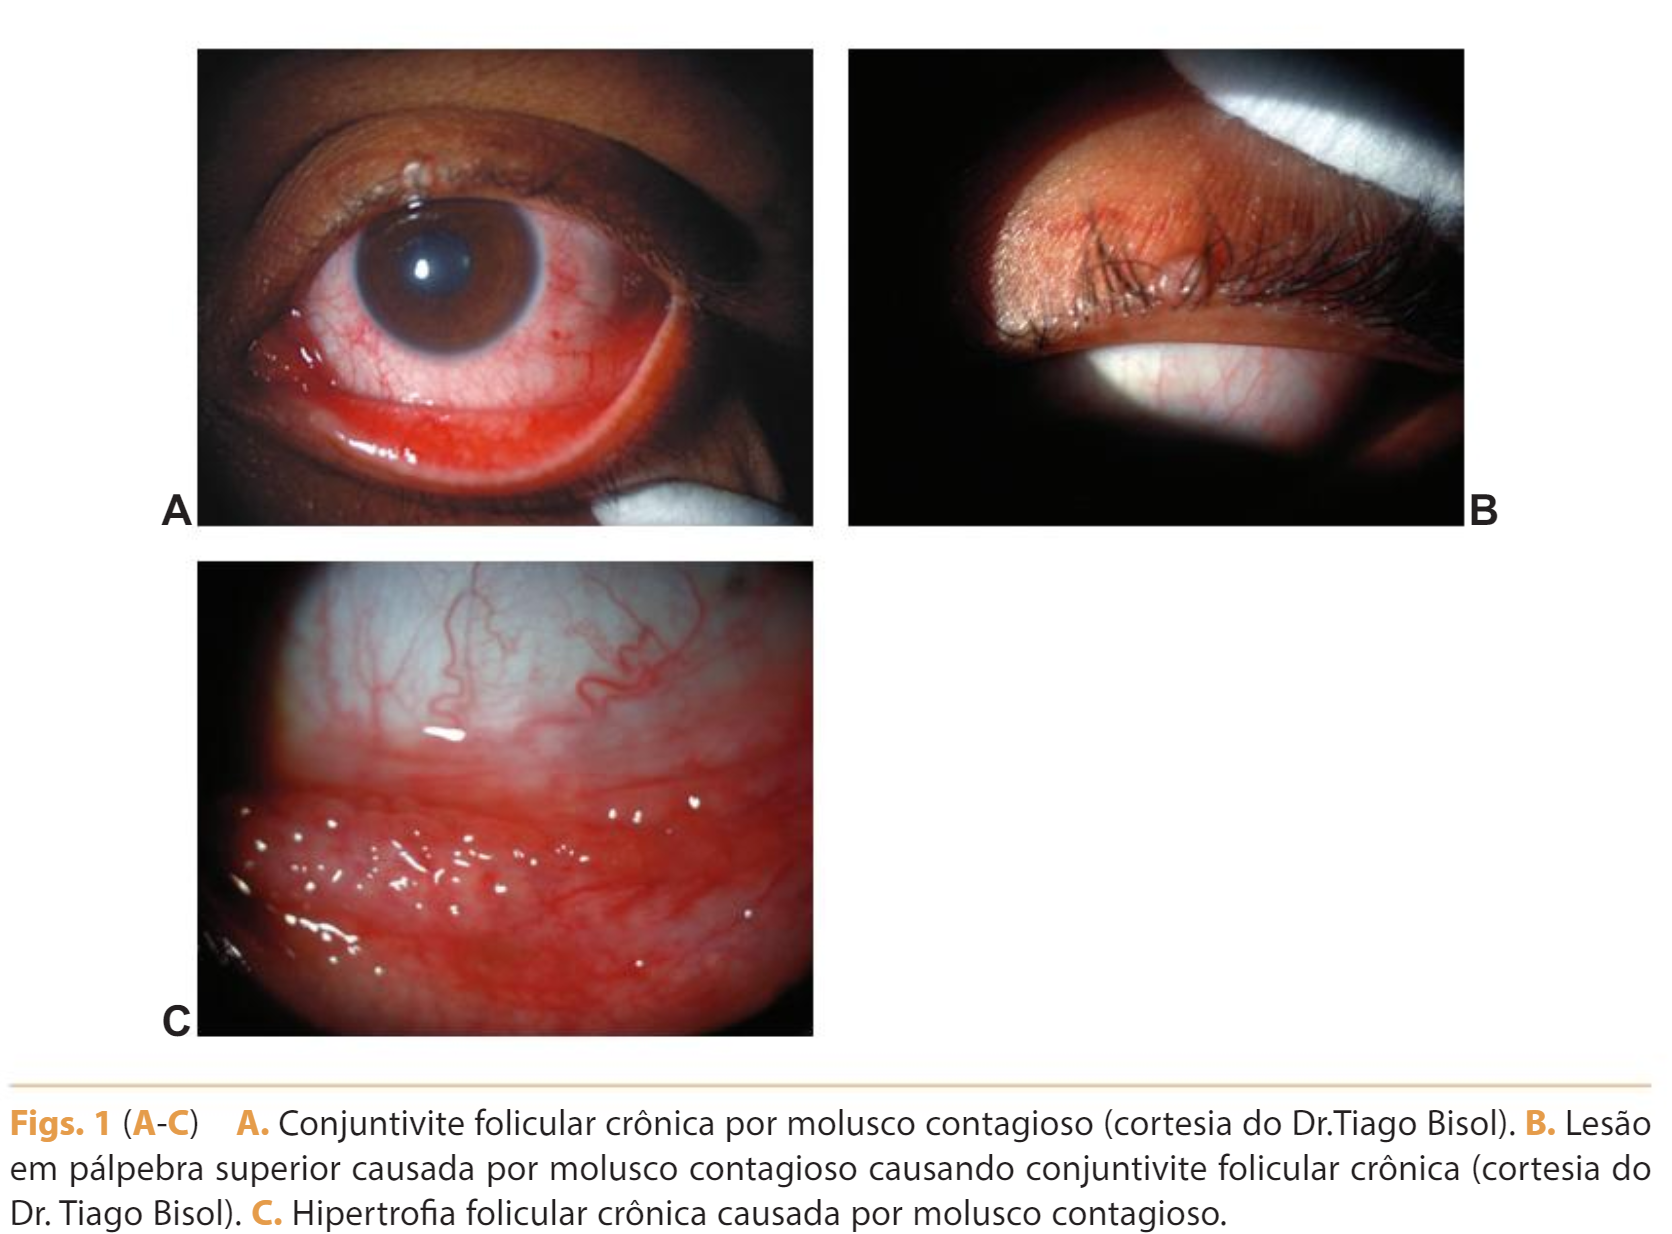 A
B
C
Figs. 1 (A-C) A. Conjuntivite folicular crônica por molusco contagioso (cortesia do Dr.Tiago Bisol). B. Lesão
em pálpebra superior causada por molusco contagioso causando conjuntivite folicular crônica (cortesia do
Dr. Tiago Bisol). C. Hipertrofia folicular crônica causada por molusco contagioso.